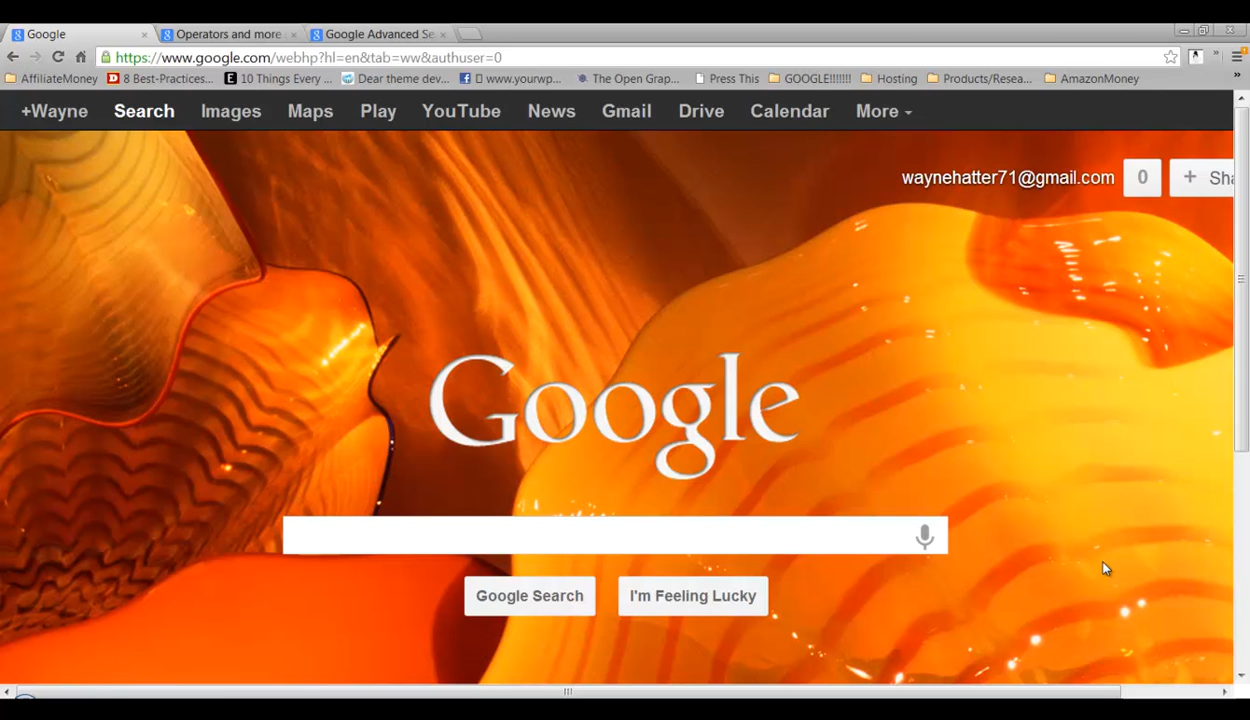 Google
Operators and more
Google Advanced Se
https://www.google.com/webhp?hl=en&tab=ww&authuser=0
AffiliateMoney
8 Best-Practices...
10 Things Every ...
Dear theme dev...
www.yourwp...
The Open Grap...
Press This
GOOGLE!!!!!!!
Hosting
Products/Resea...
AmazonMoney
+Wayne Search Images Maps Play YouTube News Gmail Drive Calendar More
waynehatter71@gmail.com 0 + Sha
Google
Google Search I'm Feeling Lucky